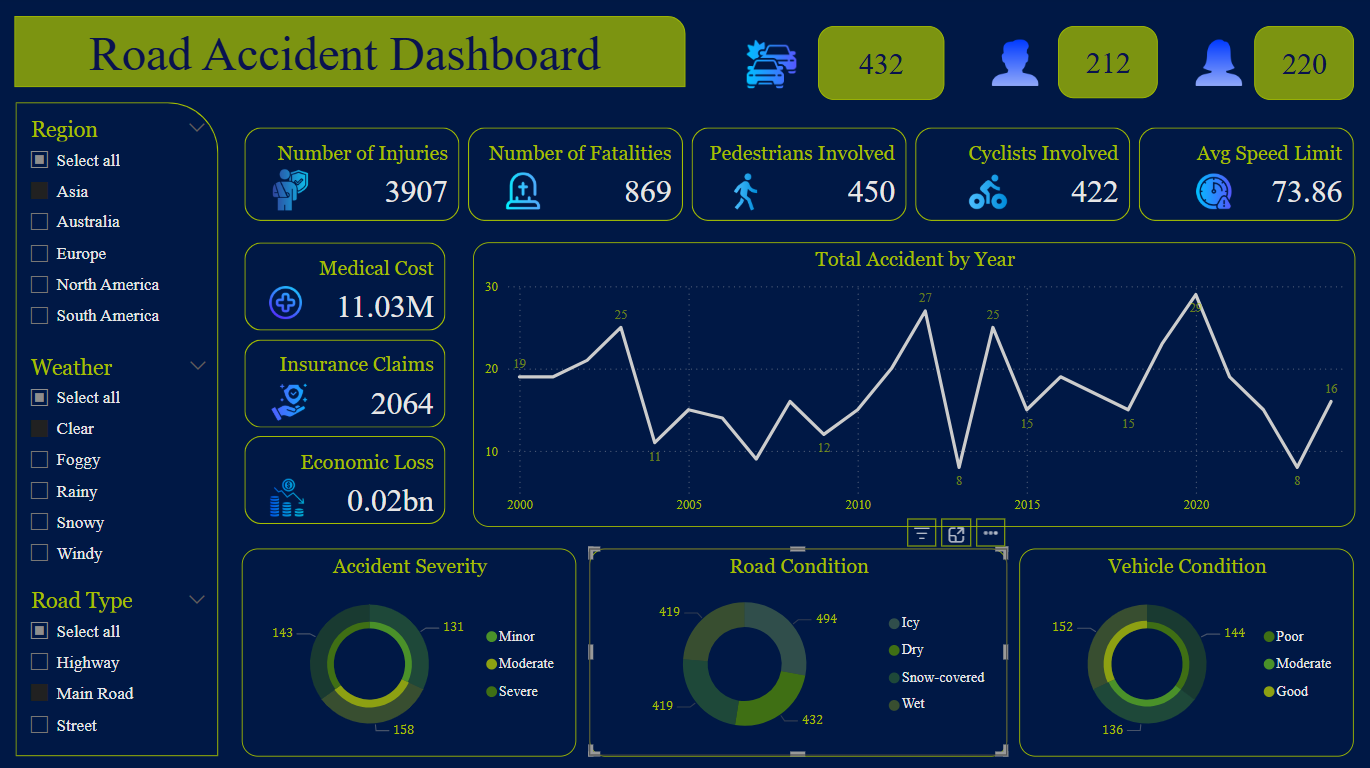 Road Accident Dashboard
432
212
220
Region
Select all
Asia
Australia
Europe
North America
South America
Weather
Select all
Clear
Foggy
Rainy
Snowy
Windy
Road Type
Select all
Highway
Main Road
Street
Number of Injuries
3907
Number of Fatalities
869
Pedestrians Involved
450
Cyclists Involved
422
Avg Speed Limit
73.86
Medical Cost
11.03M
Insurance Claims
2064
Economic Loss
0.02bn
Total Accident by Year
30
20
10
19
25
11
12
27
8
25
15
15
29
8
16
2000
2005
2010
2015
2020
Accident Severity
143
131
158
Minor
Moderate
Severe
Road Condition
419
494
419
432
Icy
Dry
Snow-covered
Wet
Vehicle Condition
152
144
136
Poor
Moderate
Good